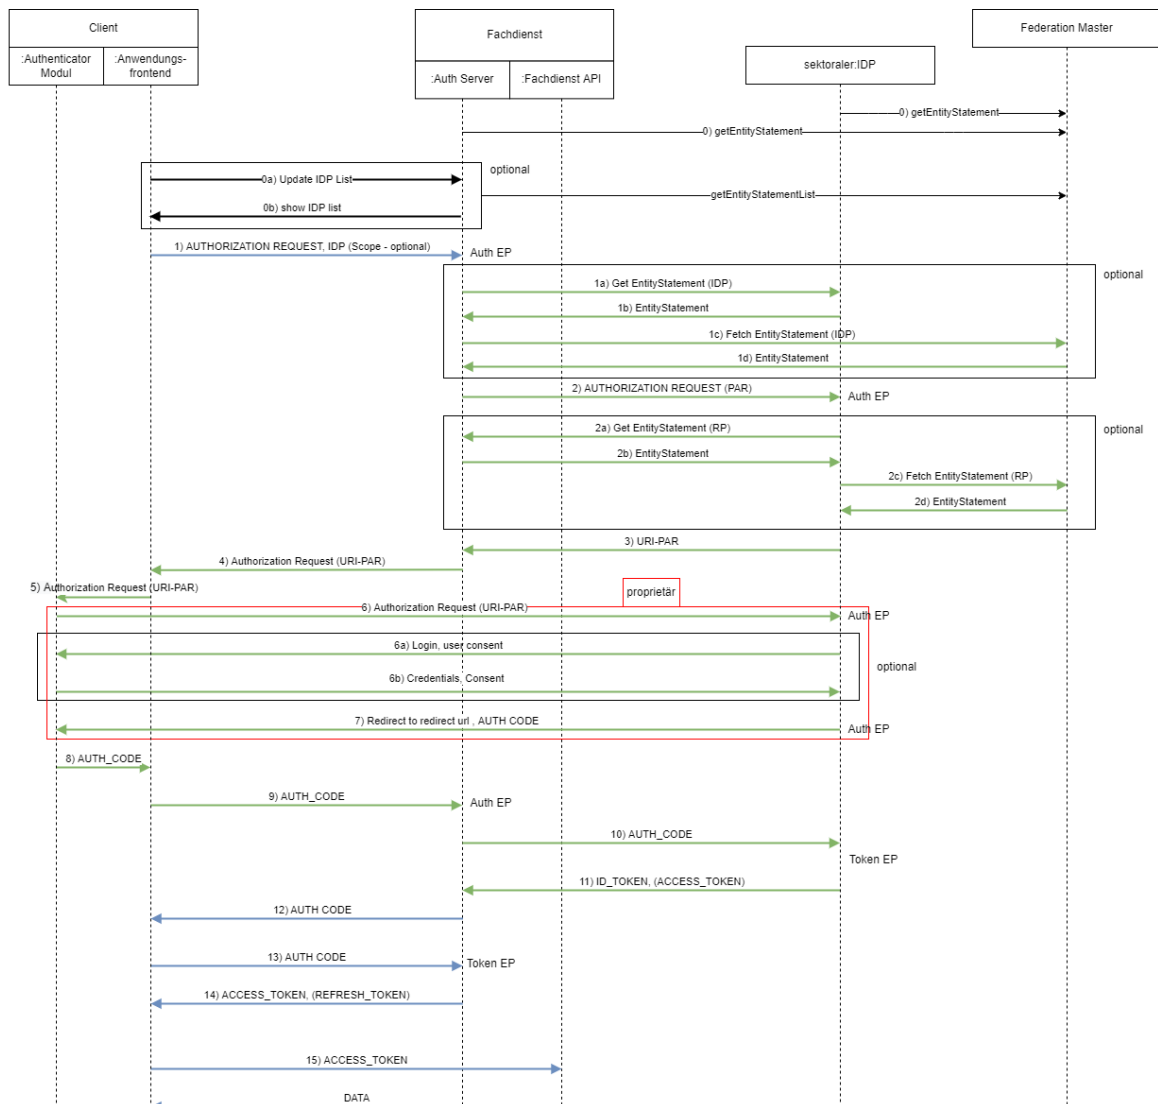 Client
:Authenticator
Modul
:Anwendungs-
frontend
Fachdienst
:Auth Server
:Fachdienst API
sektoraler:IDP
Federation Master
0) getEntityStatement
0) getEntityStatement
optional
0a) Update IDP List
getEntityStatementList
0b) show IDP list
1) AUTHORIZATION REQUEST, IDP (Scope - optional)
Auth EP
optional
1a) Get EntityStatement (IDP)
1b) EntityStatement
1c) Fetch EntityStatement (IDP)
1d) EntityStatement
2) AUTHORIZATION REQUEST (PAR)
Auth EP
optional
2a) Get EntityStatement (RP)
2b) EntityStatement
2c) Fetch EntityStatement (RP)
2d) EntityStatement
3) URI-PAR
4) Authorization Request (URI-PAR)
5) Authorization Request (URI-PAR)
proprietär
6) Authorization Request (URI-PAR)
Auth EP
6a) Login, user consent
optional
6b) Credentials, Consent
7) Redirect to redirect url , AUTH CODE
Auth EP
8) AUTH_CODE
9) AUTH_CODE
Auth EP
10) AUTH_CODE
Token EP
11) ID_TOKEN, (ACCESS_TOKEN)
12) AUTH CODE
13) AUTH CODE
Token EP
14) ACCESS_TOKEN, (REFRESH_TOKEN)
15) ACCESS_TOKEN
DATA